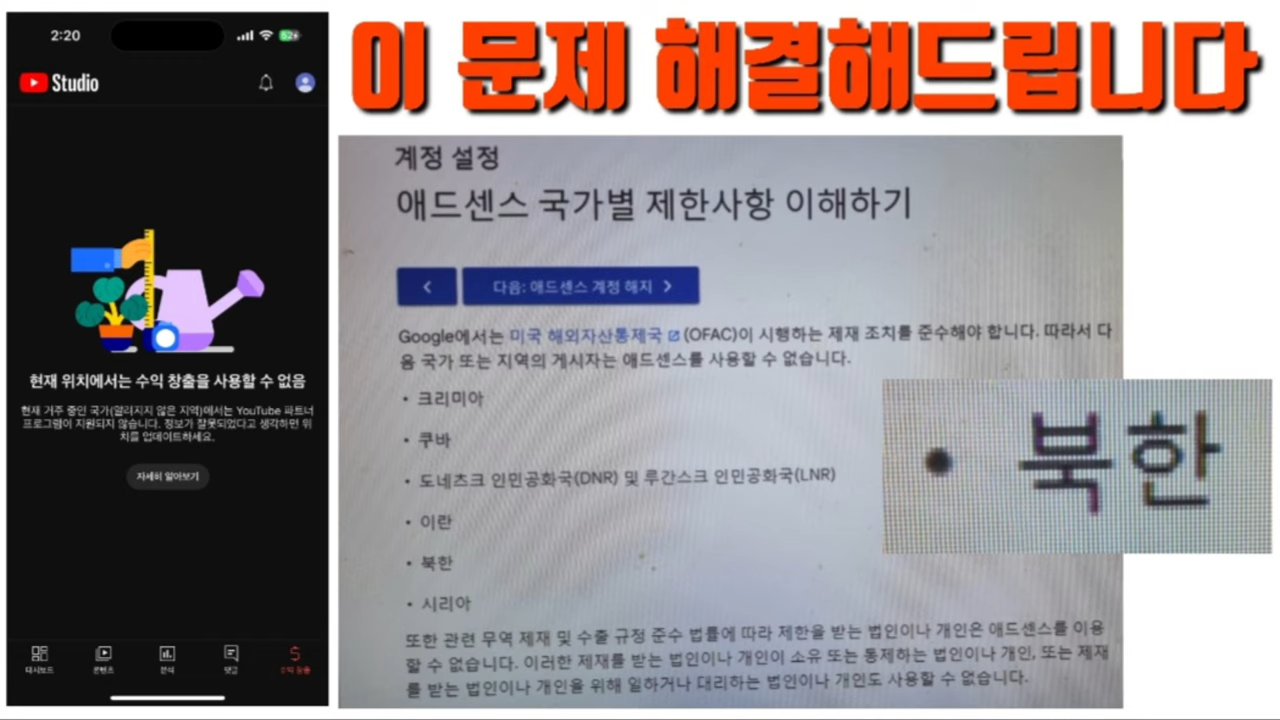 이 문제 해결해드립니다
2:20
52
Studio
현재 위치에서는 수익 창출을 사용할 수 없음
현재 거주 중인 국가(알려지지 않은 지역)에서는 YouTube 파트너
프로그램이 지원되지 않습니다. 정보가 잘못되었다고 생각하면 위
치를 업데이트하세요.
자세히 알아보기
대시보드
콘텐츠
분석
댓글
수익 창출
계정 설정
애드센스 국가별 제한사항 이해하기
다음: 애드센스 계정 해지
Google에서는 미국 해외자산통제국 (OFAC)이 시행하는 제재 조치를 준수해야 합니다. 따라서 다
음 국가 또는 지역의 게시자는 애드센스를 사용할 수 없습니다.
• 크리미아
• 쿠바
• 도네츠크 인민공화국(DNR) 및 루간스크 인민공화국(LNR)
• 이란
• 북한
• 시리아
또한 관련 무역 제재 및 수출 규정 준수 법률에 따라 제한을 받는 법인이나 개인은 애드센스를 이용
할 수 없습니다. 이러한 제재를 받는 법인이나 개인이 소유 또는 통제하는 법인이나 개인, 또는 제재
를 받는 법인이나 개인을 위해 일하거나 대리하는 법인이나 개인도 사용할 수 없습니다.
• 북한